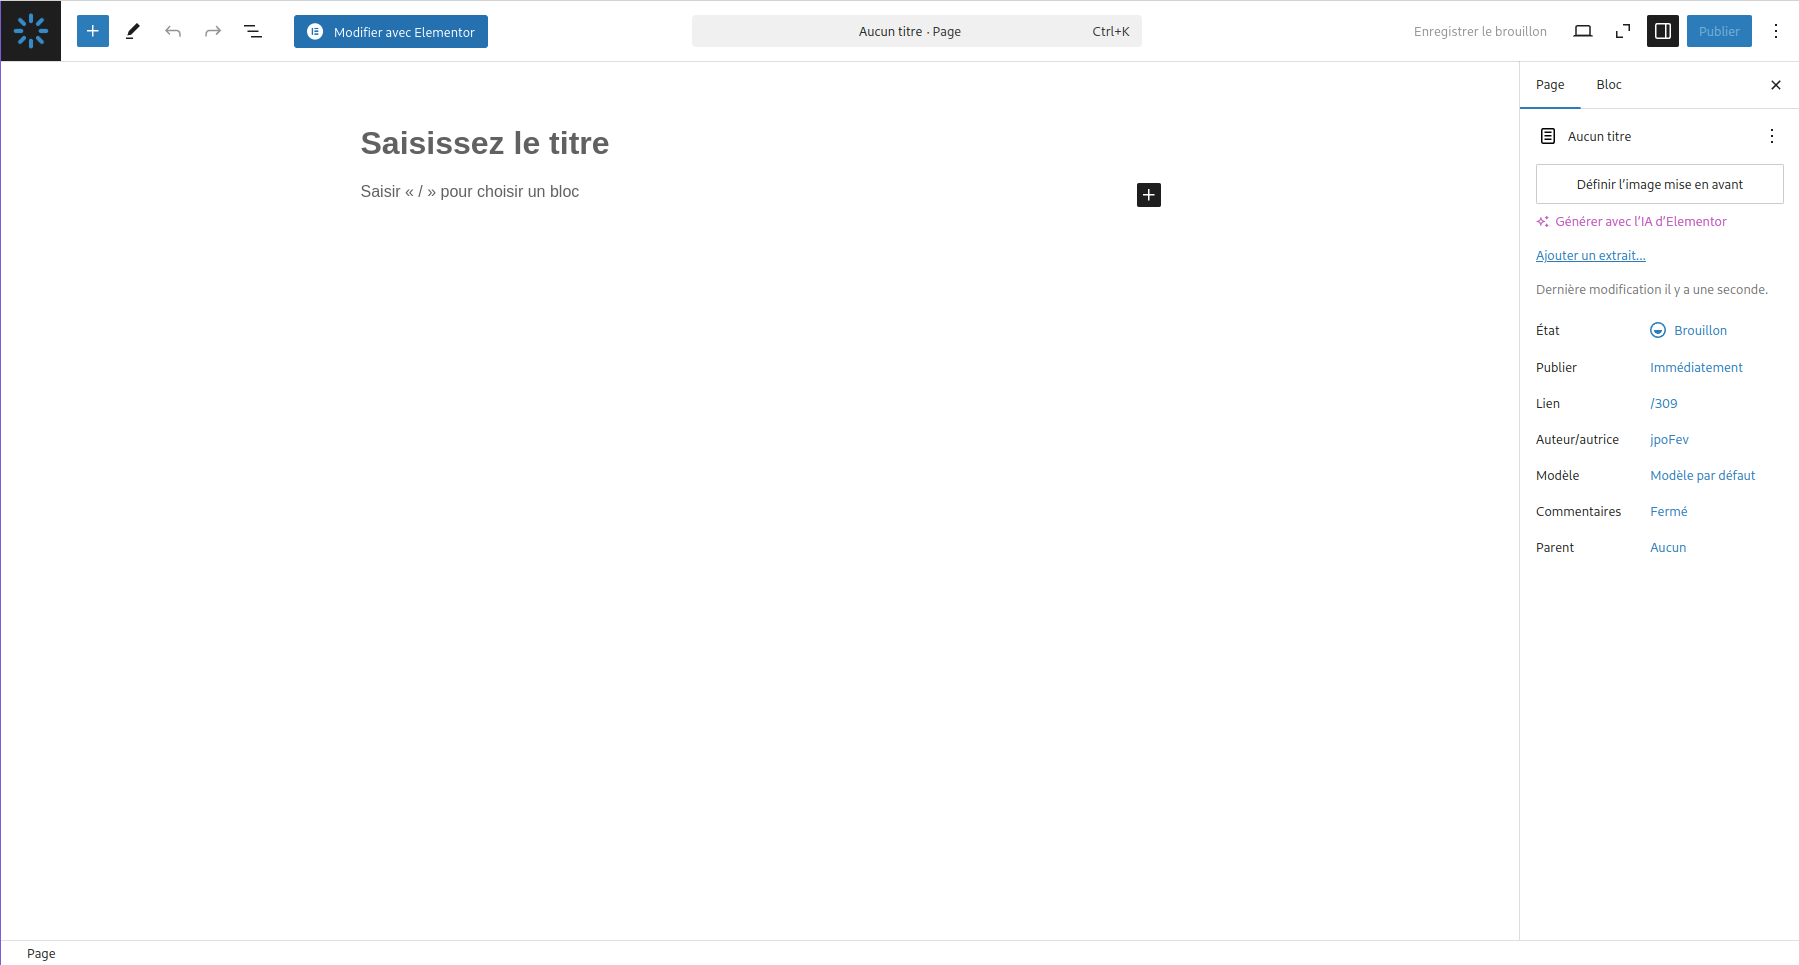 Modifier avec Elementor
Aucun titre · Page
Ctrl+K
Enregistrer le brouillon
Publier
Page
Bloc
Saisissez le titre
Saisir « / » pour choisir un bloc
Aucun titre
Définir l’image mise en avant
Générer avec l’IA d’Elementor
Ajouter un extrait…
Dernière modification il y a une seconde.
État Brouillon
Publier Immédiatement
Lien /309
Auteur/autrice jpoFev
Modèle Modèle par défaut
Commentaires Fermé
Parent Aucun
Page